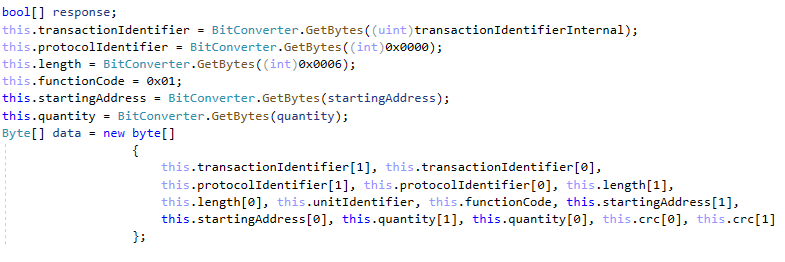 bool[] response;
this.transactionIdentifier = BitConverter.GetBytes((uint)transactionIdentifierInternal);
this.protocolIdentifier = BitConverter.GetBytes((int)0x0000);
this.length = BitConverter.GetBytes((int)0x0006);
this.functionCode = 0x01;
this.startingAddress = BitConverter.GetBytes(startingAddress);
this.quantity = BitConverter.GetBytes(quantity);
Byte[] data = new byte[]
{
this.transactionIdentifier[1], this.transactionIdentifier[0],
this.protocolIdentifier[1], this.protocolIdentifier[0], this.length[1],
this.length[0], this.unitIdentifier, this.functionCode, this.startingAddress[1],
this.startingAddress[0], this.quantity[1], this.quantity[0], this.crc[0], this.crc[1]
};